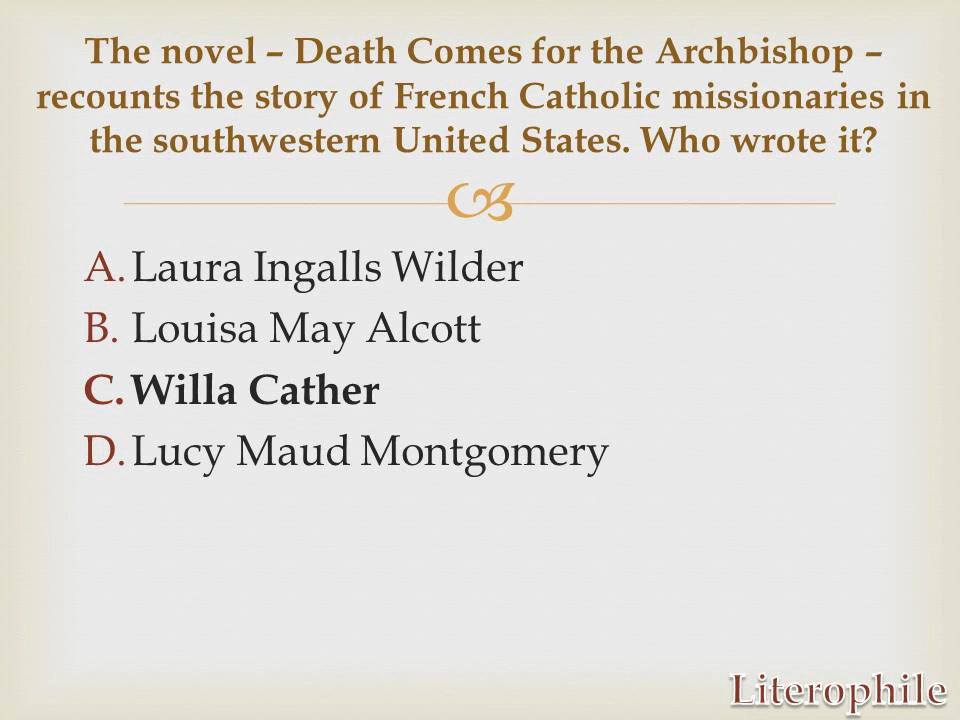 The novel – Death Comes for the Archbishop –
recounts the story of French Catholic missionaries in
the southwestern United States. Who wrote it?
A. Laura Ingalls Wilder
B. Louisa May Alcott
C. Willa Cather
D. Lucy Maud Montgomery
Literophile